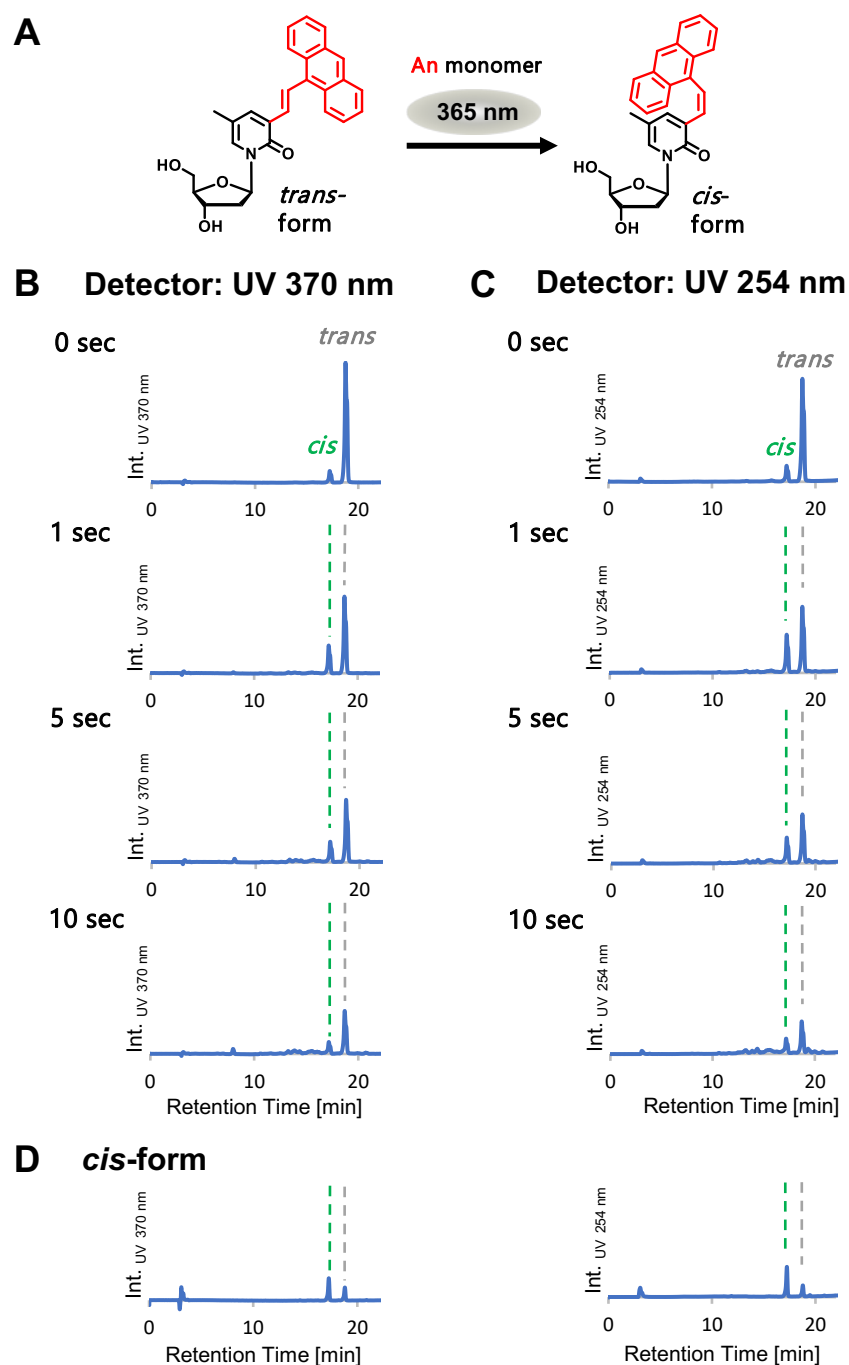 A
An monomer
365 nm
N
O
HO
O
OH
trans-
form
N
O
HO
O
OH
cis-
form
B Detector: UV 370 nm
C Detector: UV 254 nm
0 sec
trans
cis
Int. UV 370 nm
0 10 20
0 sec
trans
cis
Int. UV 254 nm
0 10 20
1 sec
Int. UV 370 nm
0 10 20
1 sec
Int. UV 254 nm
0 10 20
5 sec
Int. UV 370 nm
0 10 20
5 sec
Int. UV 254 nm
0 10 20
10 sec
Int. UV 370 nm
0 10 20
Retention Time [min]
10 sec
Int. UV 254 nm
0 10 20
Retention Time [min]
D cis-form
Int. UV 370 nm
0 10 20
Retention Time [min]
Int. UV 254 nm
0 10 20
Retention Time [min]